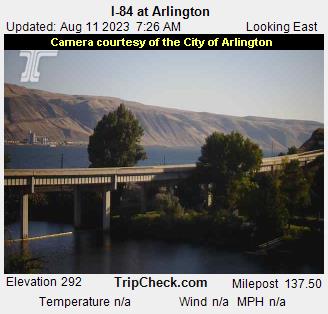 I-84 at Arlington
Updated: Aug 11 2023 7:26 AM Looking East
Camera courtesy of the City of Arlington
Elevation 292 TripCheck.com Milepost 137.50
Temperature n/a Wind n/a MPH n/a